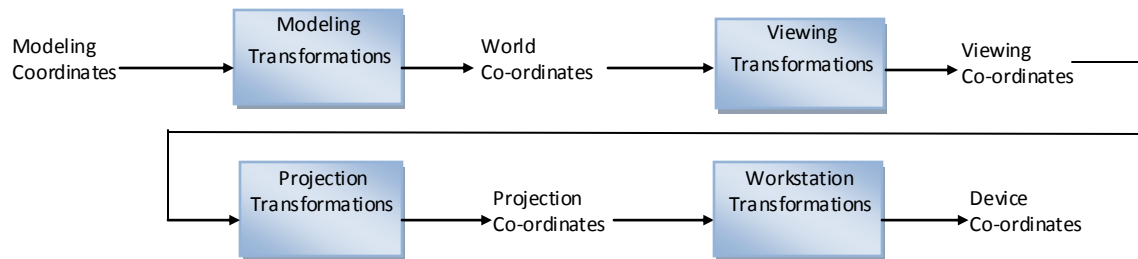 Modeling
Coordinates
Modeling
Transformations
World
Co-ordinates
Viewing
Transformations
Viewing
Co-ordinates
Projection
Transformations
Projection
Co-ordinates
Workstation
Transformations
Device
Co-ordinates